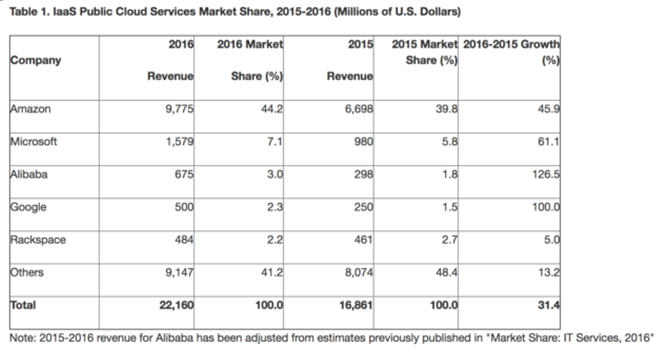 Table 1. IaaS Public Cloud Services Market Share, 2015-2016 (Millions of U.S. Dollars)
Company 2016 Revenue 2016 Market Share (%) 2015 Revenue 2015 Market Share (%) 2016-2015 Growth (%)
Amazon 9,775 44.2 6,698 39.8 45.9
Microsoft 1,579 7.1 980 5.8 61.1
Alibaba 675 3.0 298 1.8 126.5
Google 500 2.3 250 1.5 100.0
Rackspace 484 2.2 461 2.7 5.0
Others 9,147 41.2 8,074 48.4 13.2
Total 22,160 100.0 16,861 100.0 31.4
Note: 2015-2016 revenue for Alibaba has been adjusted from estimates previously published in "Market Share: IT Services, 2016"